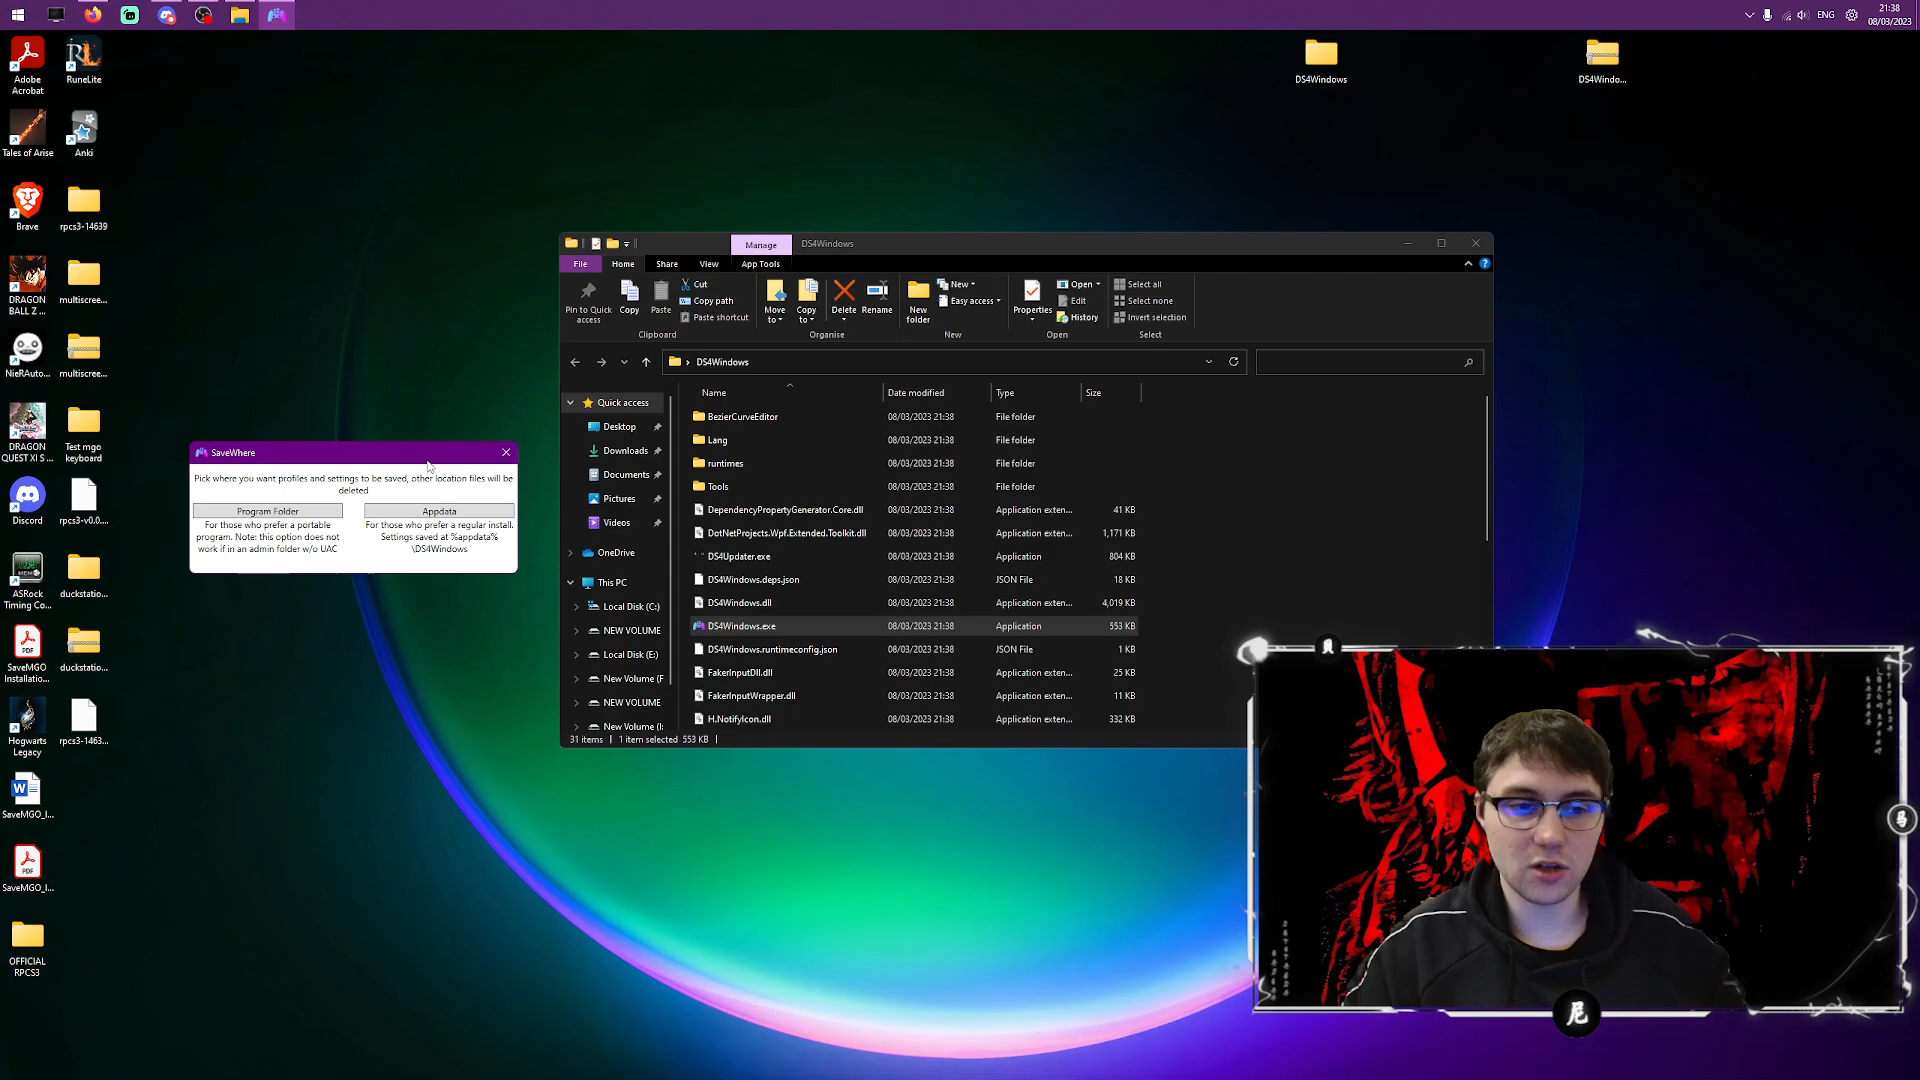 ENG
21:38
08/03/2023
Adobe
Acrobat
RuneLite
Tales of Arise
Anki
Brave
rpcs3-14639
DRAGON
BALL Z ...
multiscree...
NieRAuto...
multiscree...
DRAGON
QUEST XI S ...
Test mgo
keyboard
Discord
rpcs3-v0.0...
ASRock
Timing Co...
duckstatio...
SaveMGO
Installatio...
duckstatio...
Hogwarts
Legacy
rpcs3-1463...
SaveMGO_I...
SaveMGO_I...
OFFICIAL
RPCS3
DS4Windows
DS4Windo...
SaveWhere
Pick where you want profiles and settings to be saved, other location files will be
deleted
Program Folder
Appdata
For those who prefer a portable
program. Note: this option does not
work if in an admin folder w/o UAC
For those who prefer a regular install.
Settings saved at %appdata%
\DS4Windows
Manage
DS4Windows
File
Home
Share
View
App Tools
Pin to Quick
access
Copy
Paste
Cut
Copy path
Paste shortcut
Clipboard
Move
to
Copy
to
Delete
Rename
Organise
New
folder
New
Easy access
New
Properties
Open
Edit
History
Open
Select all
Select none
Invert selection
Select
DS4Windows
Quick access
Desktop
Downloads
Documents
Pictures
Videos
OneDrive
This PC
Local Disk (C:)
NEW VOLUME
Local Disk (E:)
New Volume (F
NEW VOLUME
New Volume (I:
Name Date modified Type Size
BezierCurveEditor 08/03/2023 21:38 File folder
Lang 08/03/2023 21:38 File folder
runtimes 08/03/2023 21:38 File folder
Tools 08/03/2023 21:38 File folder
DependencyPropertyGenerator.Core.dll 08/03/2023 21:38 Application exten... 41 KB
DotNetProjects.Wpf.Extended.Toolkit.dll 08/03/2023 21:38 Application exten... 1,171 KB
DS4Updater.exe 08/03/2023 21:38 Application 804 KB
DS4Windows.deps.json 08/03/2023 21:38 JSON File 18 KB
DS4Windows.dll 08/03/2023 21:38 Application exten... 4,019 KB
DS4Windows.exe 08/03/2023 21:38 Application 553 KB
DS4Windows.runtimeconfig.json 08/03/2023 21:38 JSON File 1 KB
FakerInputDll.dll 08/03/2023 21:38 Application exten... 25 KB
FakerInputWrapper.dll 08/03/2023 21:38 Application exten... 11 KB
H.NotifyIcon.dll 08/03/2023 21:38 Application exten... 332 KB
31 items 1 item selected 553 KB
贝
马
尼